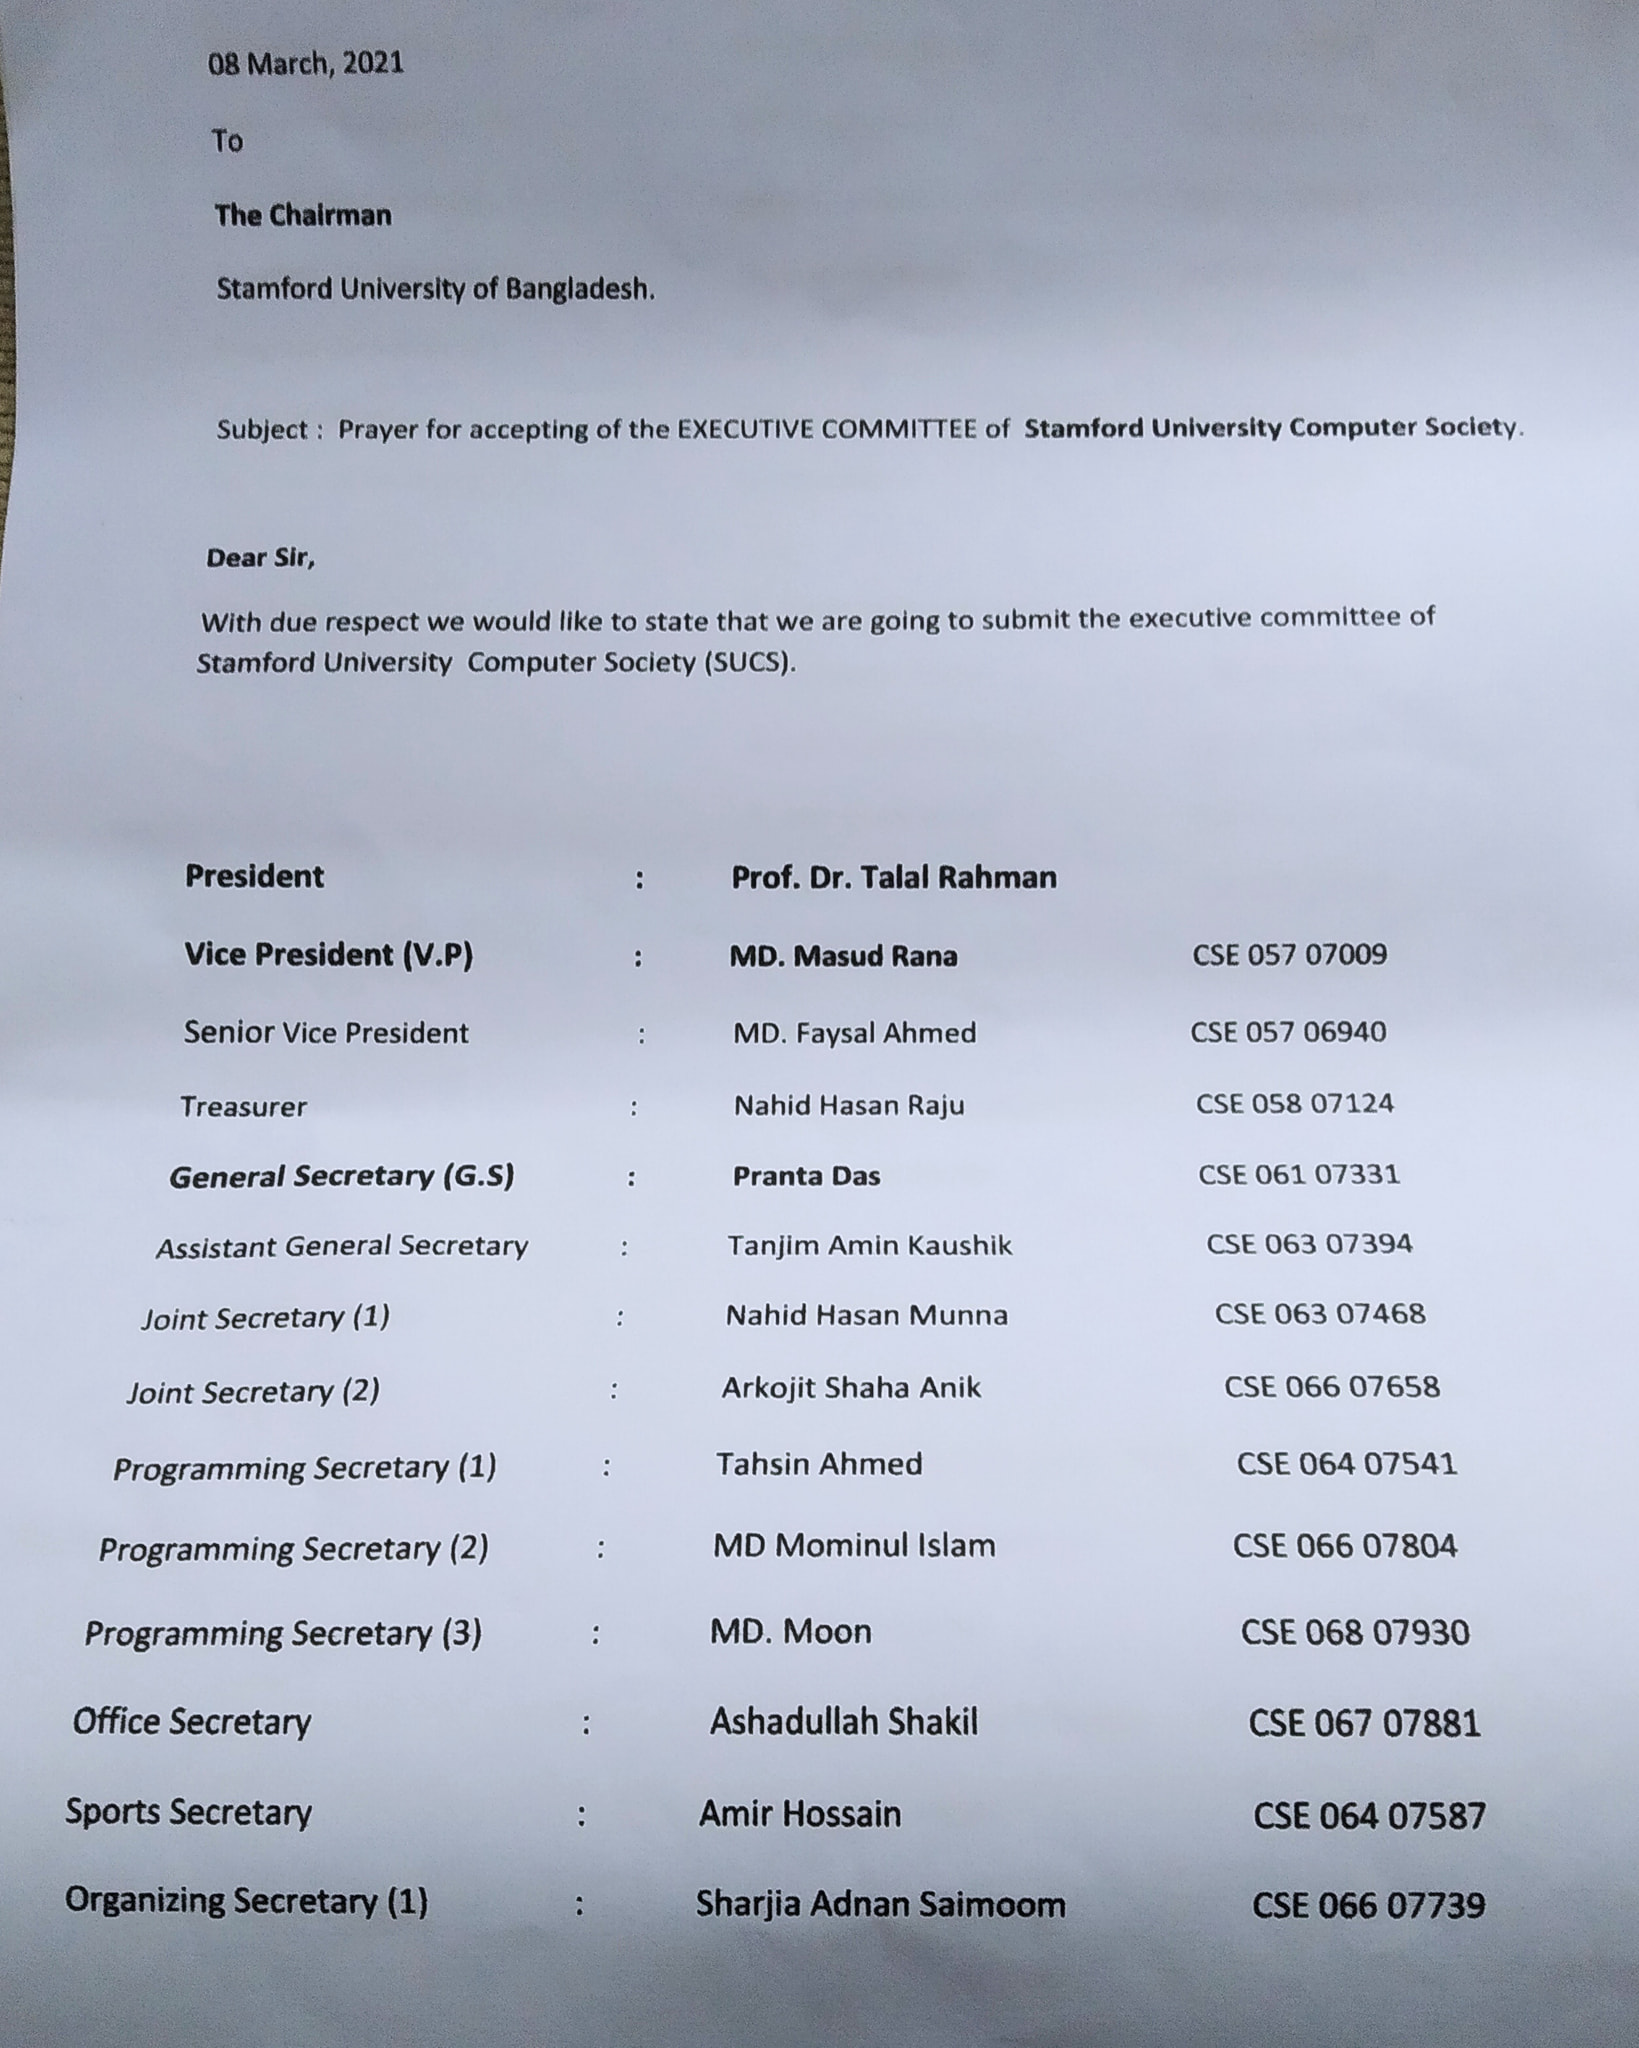 08 March, 2021
To
The Chairman
Stamford University of Bangladesh.
Subject : Prayer for accepting of the EXECUTIVE COMMITTEE of Stamford University Computer Society.
Dear Sir,
With due respect we would like to state that we are going to submit the executive committee of
Stamford University Computer Society (SUCS).
President : Prof. Dr. Talal Rahman
Vice President (V.P) : MD. Masud Rana CSE 057 07009
Senior Vice President : MD. Faysal Ahmed CSE 057 06940
Treasurer : Nahid Hasan Raju CSE 058 07124
General Secretary (G.S) : Pranta Das CSE 061 07331
Assistant General Secretary : Tanjim Amin Kaushik CSE 063 07394
Joint Secretary (1) : Nahid Hasan Munna CSE 063 07468
Joint Secretary (2) : Arkojit Shaha Anik CSE 066 07658
Programming Secretary (1) : Tahsin Ahmed CSE 064 07541
Programming Secretary (2) : MD Mominul Islam CSE 066 07804
Programming Secretary (3) : MD. Moon CSE 068 07930
Office Secretary : Ashadullah Shakil CSE 067 07881
Sports Secretary : Amir Hossain CSE 064 07587
Organizing Secretary (1) : Sharjia Adnan Saimoom CSE 066 07739